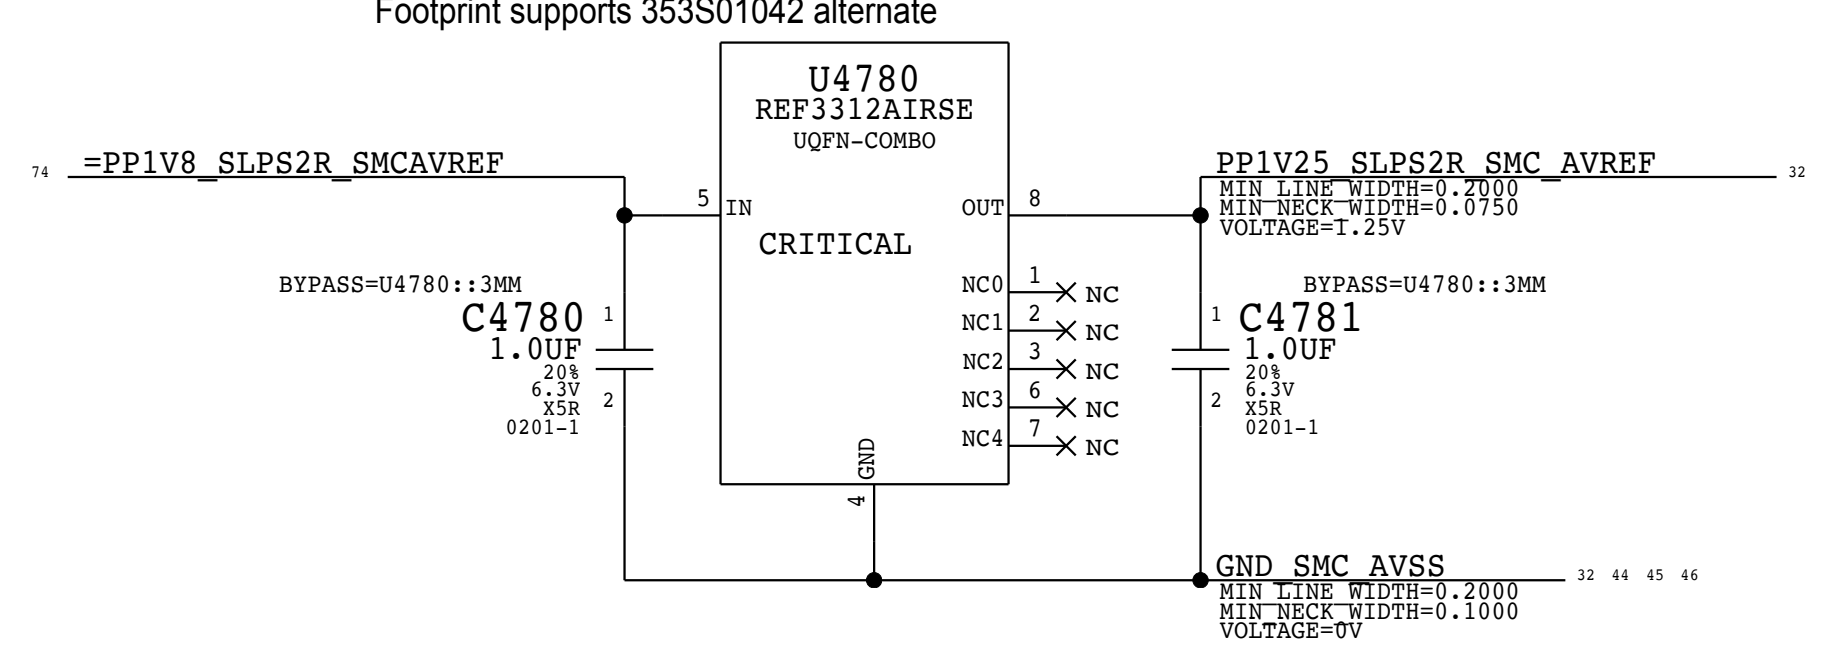 Footprint supports 353S01042 alternate
U4780
REF3312AIRSE
UQFN-COMBO
74 =PP1V8_SLPS2R_SMCAVREF
PP1V25_SLPS2R_SMC_AVREF 32
MIN_LINE_WIDTH=0.2000
MIN_NECK_WIDTH=0.0750
VOLTAGE=1.25V
5 IN
OUT 8
CRITICAL
BYPASS=U4780::3MM
C4780 1
1.0UF
20%
6.3V
X5R 2
0201-1
NC0 1 NC
NC1 2 NC
NC2 3 NC
NC3 6 NC
NC4 7 NC
GND
4
BYPASS=U4780::3MM
1 C4781
1.0UF
20%
6.3V
2 X5R
0201-1
GND_SMC_AVSS 32 44 45 46
MIN_LINE_WIDTH=0.2000
MIN_NECK_WIDTH=0.1000
VOLTAGE=0V